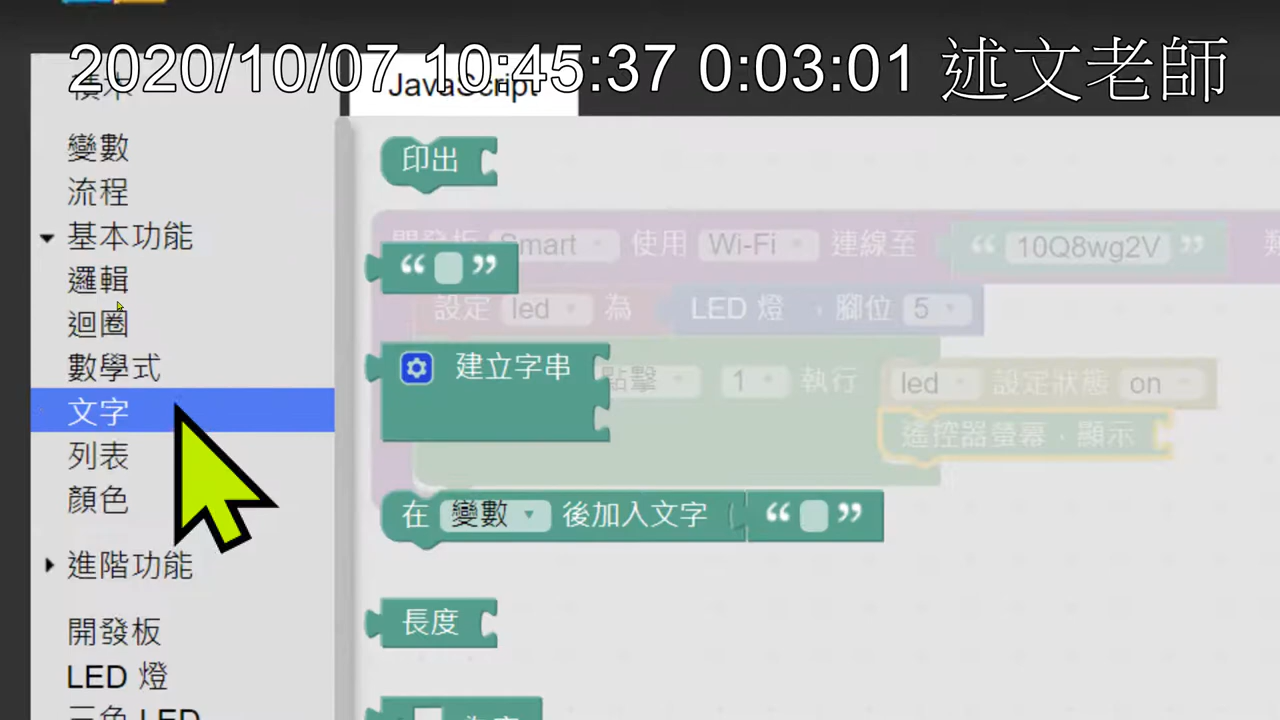 2020/10/07 10:45:37 0:03:01 述文老師
積木
JavaScript
變數
流程
基本功能
邏輯
迴圈
數學式
文字
列表
顏色
進階功能
開發板
LED 燈
三色 LED
印出
“ ”
建立字串
在 變數 後加入文字 “ ”
長度
開發板 Smart 使用 Wi-Fi 連線至 “ 10Q8wg2V ”
設定 led 為 LED 燈 ，腳位 5
點擊 1 執行 led 設定狀態 on
遙控器螢幕，顯示